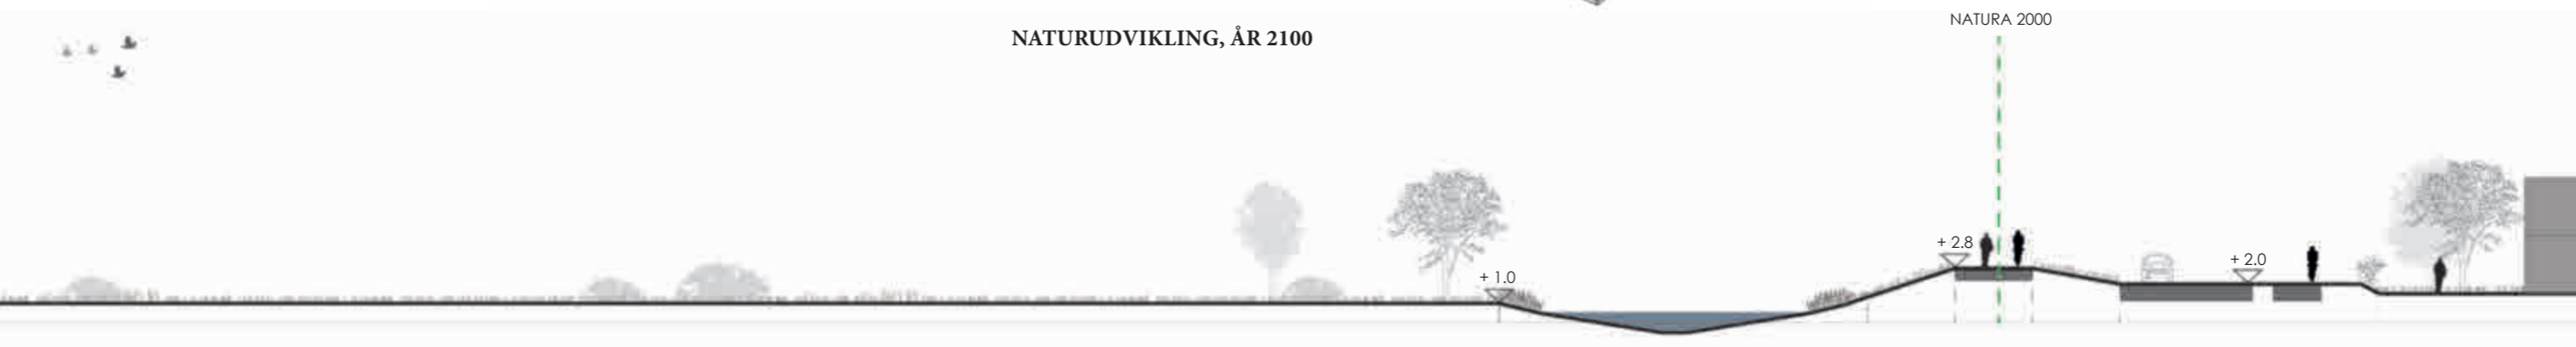 NATURA 2000
NATURUDVIKLING, ÅR 2100
+ 2.8
+ 2.0
+ 1.0